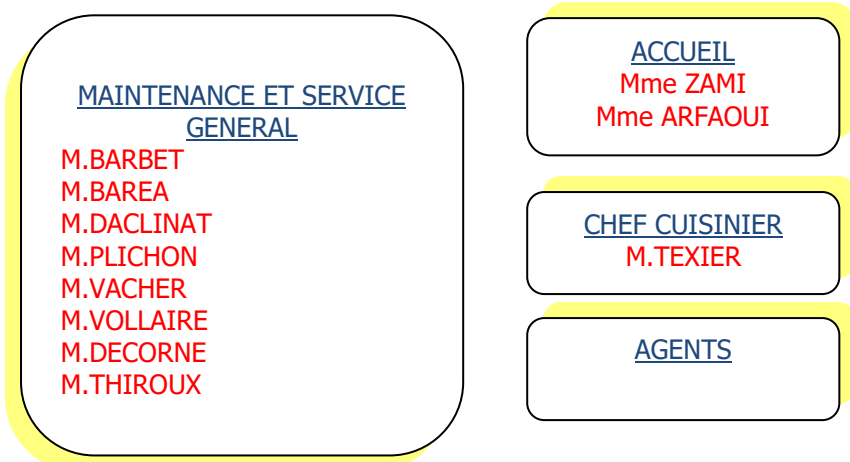 MAINTENANCE ET SERVICE
GENERAL
M.BARBET
M.BAREA
M.DACLINAT
M.PLICHON
M.VACHER
M.VOLLAIRE
M.DECORNE
M.THIROUX
ACCUEIL
Mme ZAMI
Mme ARFAOUI
CHEF CUISINIER
M.TEXIER
AGENTS